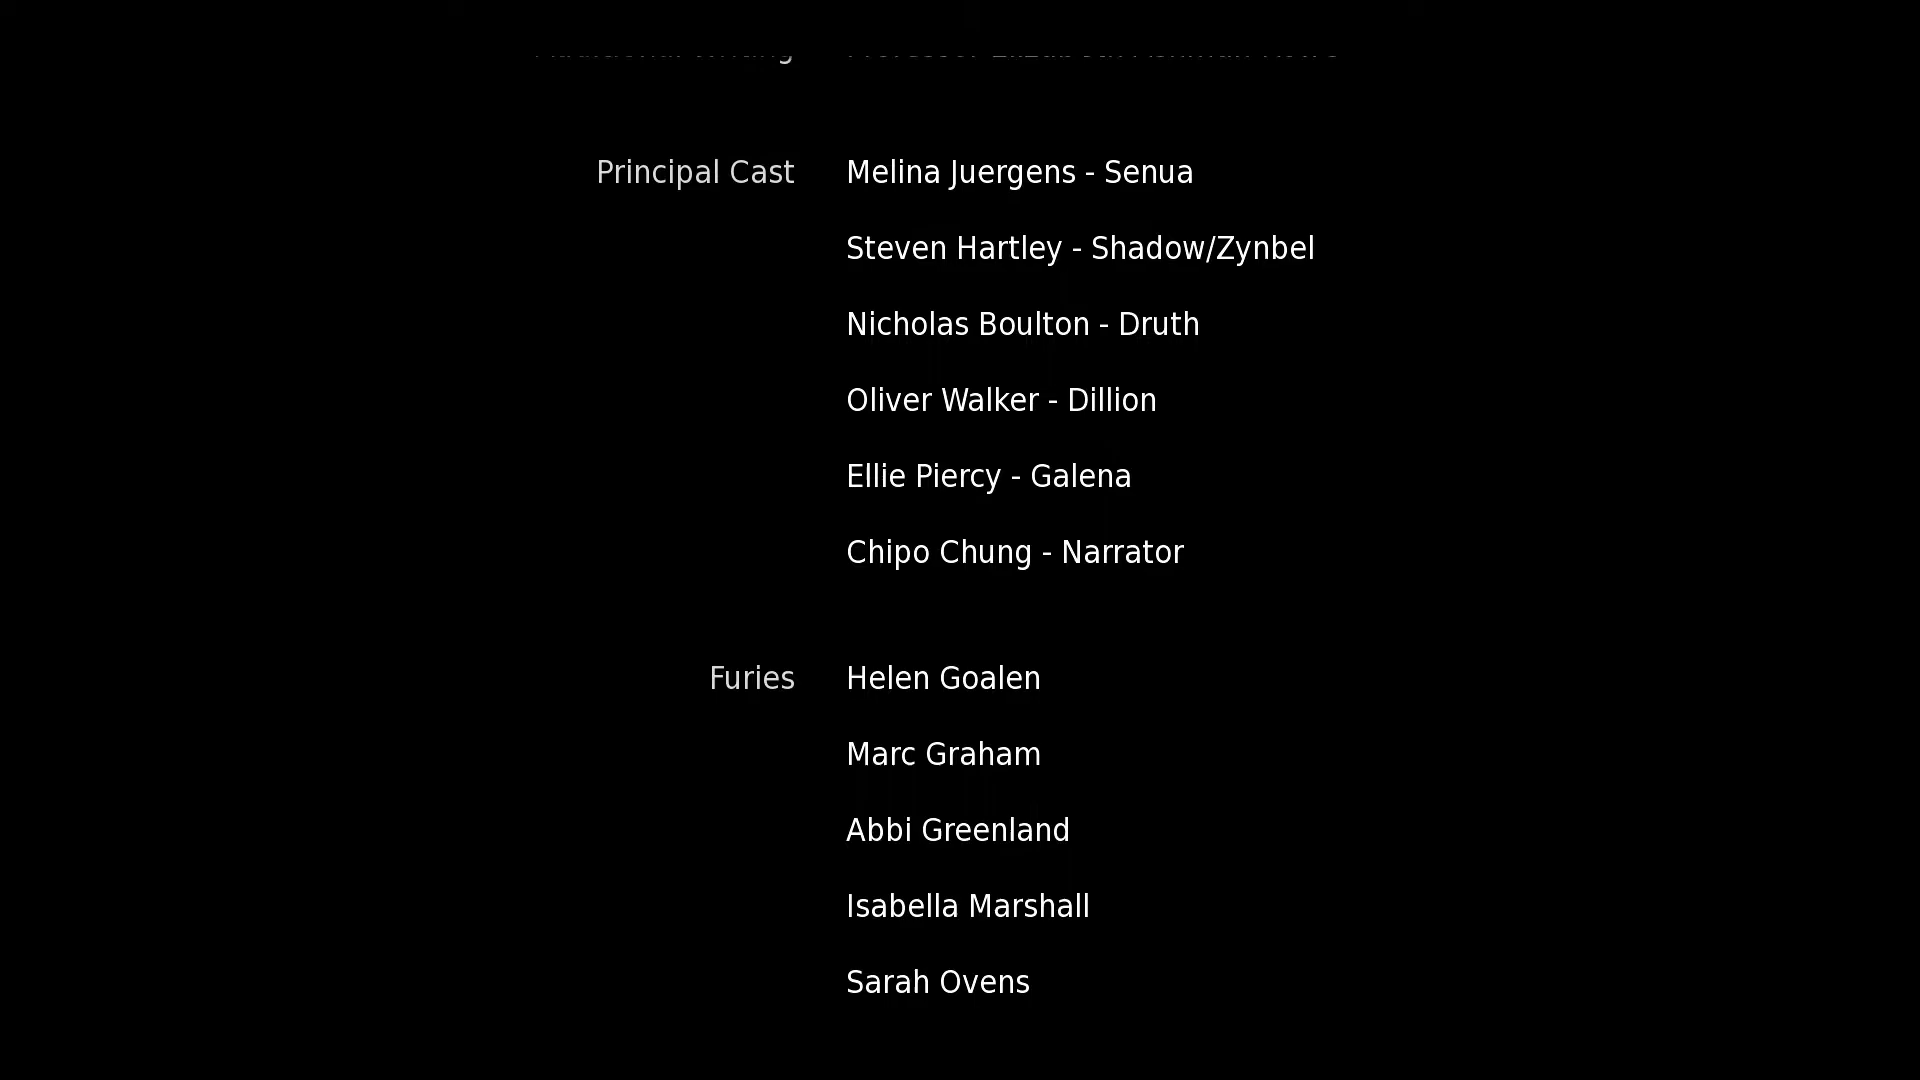 Principal Cast Melina Juergens - Senua
Steven Hartley - Shadow/Zynbel
Nicholas Boulton - Druth
Oliver Walker - Dillion
Ellie Piercy - Galena
Chipo Chung - Narrator
Furies Helen Goalen
Marc Graham
Abbi Greenland
Isabella Marshall
Sarah Ovens